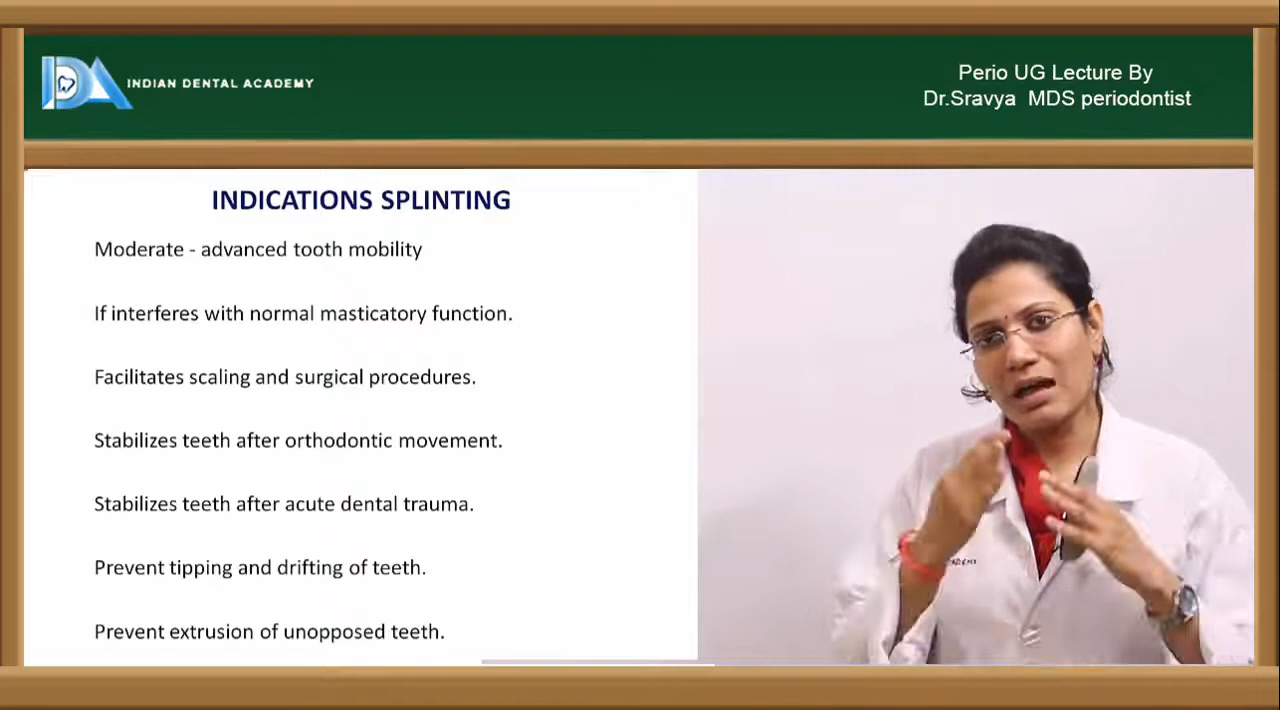 IDA
INDIAN DENTAL ACADEMY
Perio UG Lecture By
Dr.Sravya MDS periodontist
INDICATIONS SPLINTING
Moderate - advanced tooth mobility
If interferes with normal masticatory function.
Facilitates scaling and surgical procedures.
Stabilizes teeth after orthodontic movement.
Stabilizes teeth after acute dental trauma.
Prevent tipping and drifting of teeth.
Prevent extrusion of unopposed teeth.